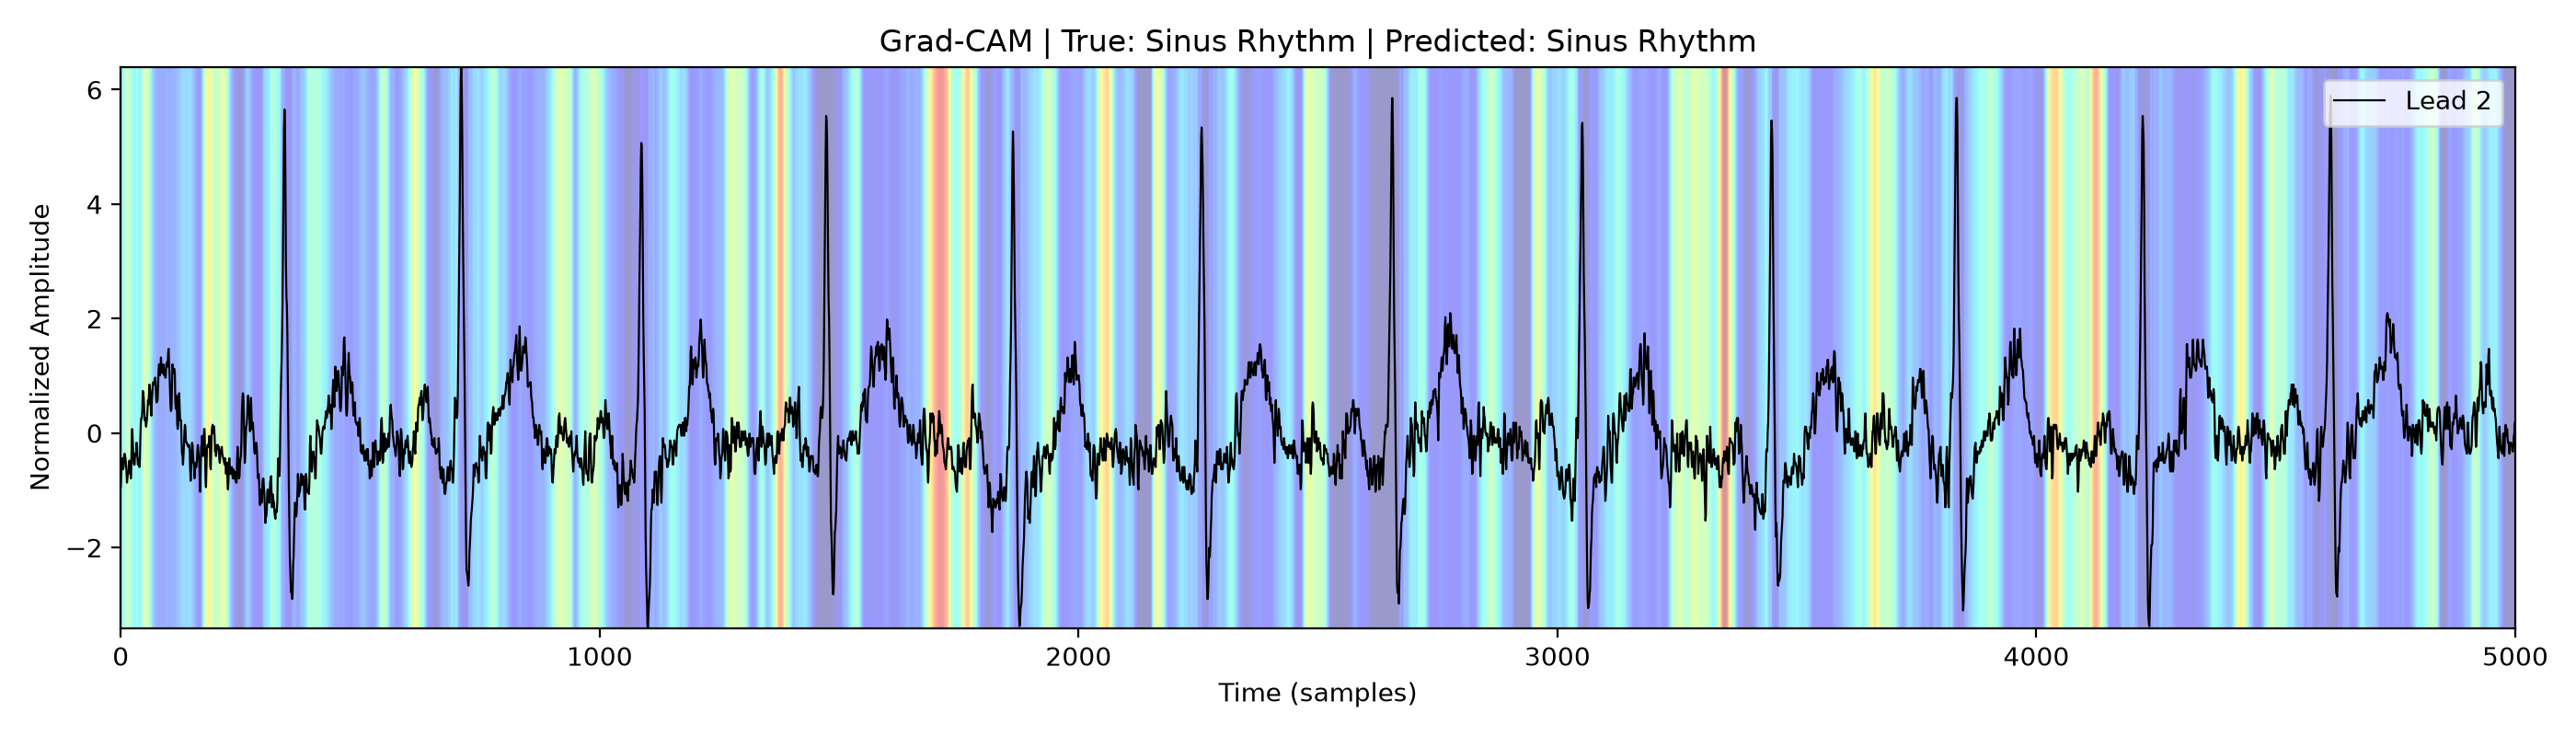 Grad-CAM | True: Sinus Rhythm | Predicted: Sinus Rhythm
Lead 2
Normalized Amplitude
6
4
2
0
−2
0 1000 2000 3000 4000 5000
Time (samples)